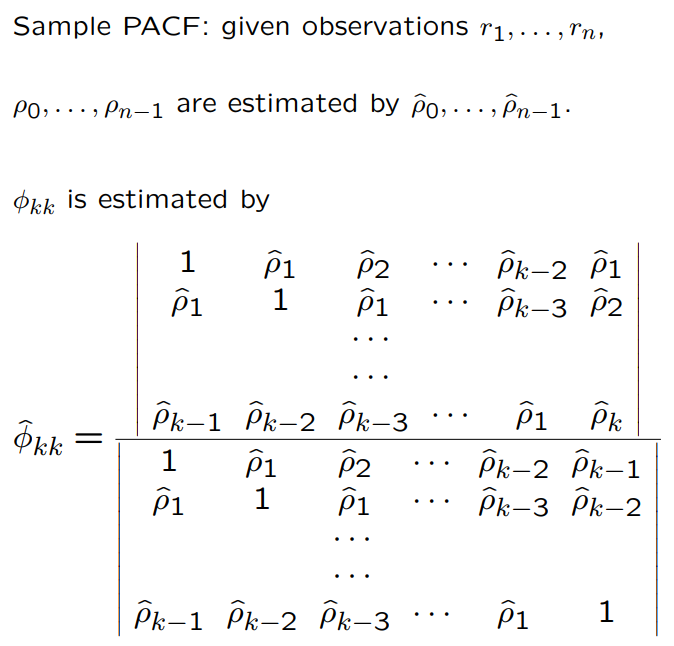 Sample PACF: given observations r₁, . . . , rₙ,
ρ₀, . . . , ρₙ₋₁ are estimated by ρ̂₀, . . . , ρ̂ₙ₋₁.
ϕₖₖ is estimated by
1 ρ̂₁ ρ̂₂ · · · ρ̂ₖ₋₂ ρ̂₁
ρ̂₁ 1 ρ̂₁ · · · ρ̂ₖ₋₃ ρ̂₂
· · ·
· · ·
ρ̂ₖ₋₁ ρ̂ₖ₋₂ ρ̂ₖ₋₃ · · · ρ̂₁ ρ̂ₖ
ϕ̂ₖₖ =
1 ρ̂₁ ρ̂₂ · · · ρ̂ₖ₋₂ ρ̂ₖ₋₁
ρ̂₁ 1 ρ̂₁ · · · ρ̂ₖ₋₃ ρ̂ₖ₋₂
· · ·
· · ·
ρ̂ₖ₋₁ ρ̂ₖ₋₂ ρ̂ₖ₋₃ · · · ρ̂₁ 1